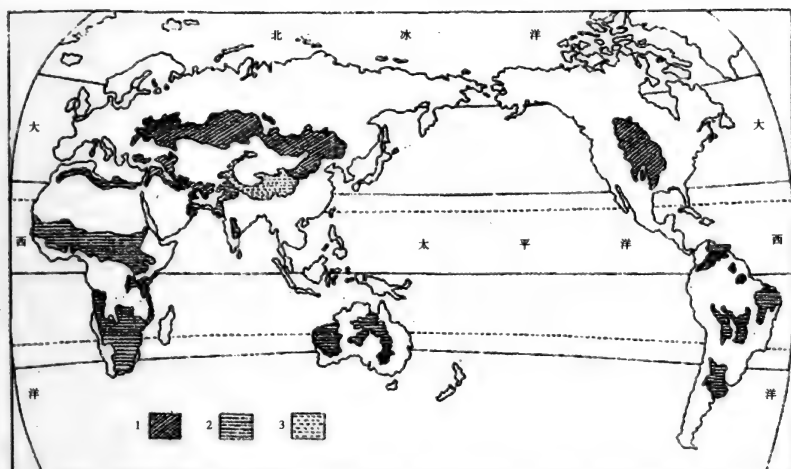 北 冰 洋
大 大
西 太 平 洋 西
洋 洋
1 2 3